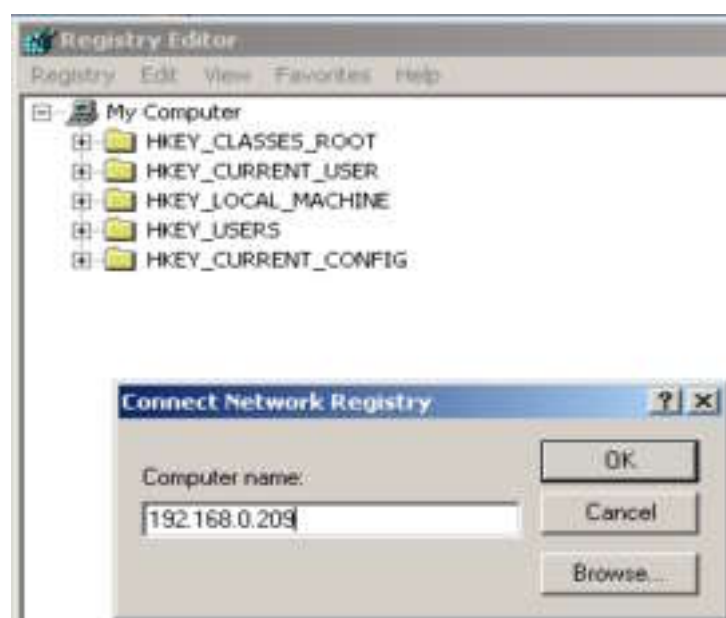 Registry Editor
Registry Edit View Favorites Help
My Computer
HKEY_CLASSES_ROOT
HKEY_CURRENT_USER
HKEY_LOCAL_MACHINE
HKEY_USERS
HKEY_CURRENT_CONFIG
Connect Network Registry
Computer name:
192.168.0.209
OK
Cancel
Browse...